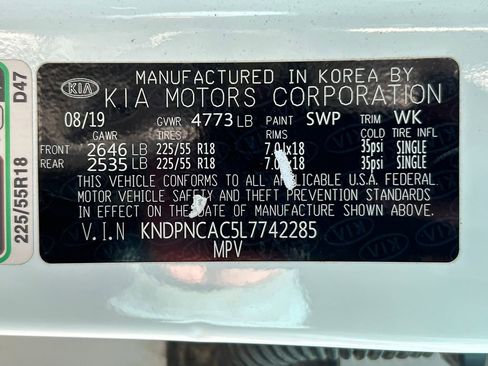 MANUFACTURED IN KOREA BY
KIA KIA MOTORS CORPORATION
08/19 GVWR 4773 LB PAINT SWP TRIM WK
GAWR TIRES RIMS COLD TIRE INFL
FRONT 2646 LB 225/55 R18 7.0Jx18 35psi SINGLE
REAR 2535 LB 225/55 R18 35psi SINGLE
THIS VEHICLE CONFORMS TO ALL APPLICABLE U.S.A. FEDERAL
MOTOR VEHICLE SAFETY AND THEFT PREVENTION STANDARDS
IN EFFECT ON THE DATE OF MANUFACTURE SHOWN ABOVE.
V.I.N KNDPNCAC5L7742285
MPV
225/55R18 D47